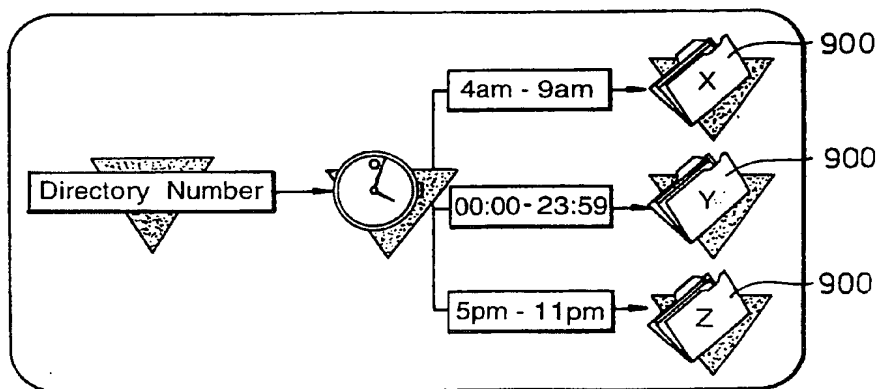 900
4am - 9am
X
900
Directory Number
00:00 - 23:59
Y
900
5pm - 11pm
Z